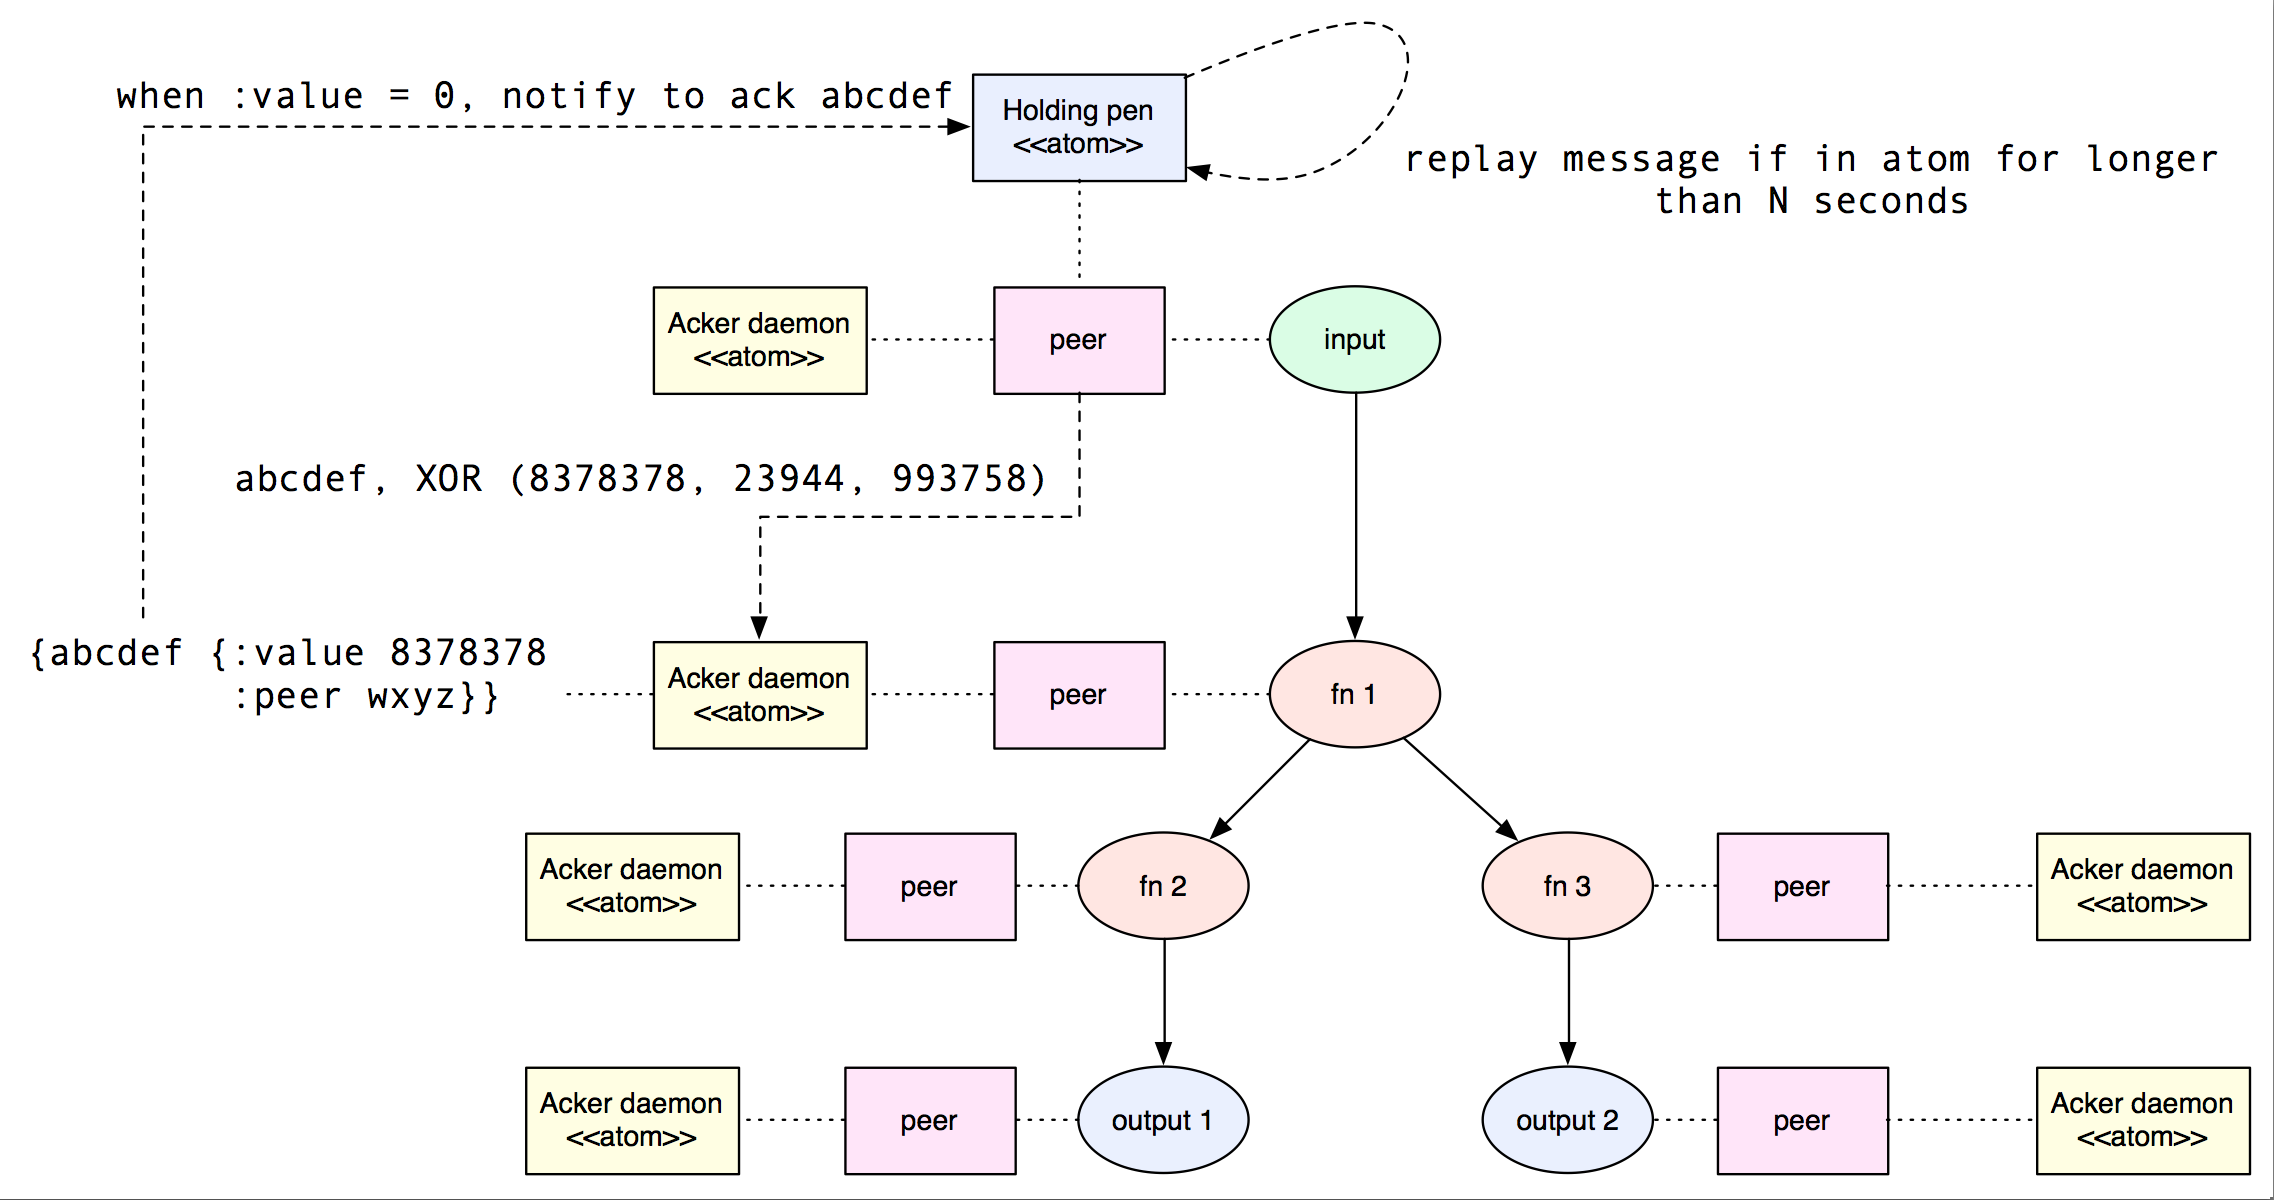 when :value = 0, notify to ack abcdef
Holding pen
<<atom>>
replay message if in atom for longer
than N seconds
Acker daemon
<<atom>>
peer
input
abcdef, XOR (8378378, 23944, 993758)
{abcdef {:value 8378378
:peer wxyz}}
Acker daemon
<<atom>>
peer
fn 1
Acker daemon
<<atom>>
peer
fn 2
fn 3
peer
Acker daemon
<<atom>>
Acker daemon
<<atom>>
peer
output 1
output 2
peer
Acker daemon
<<atom>>